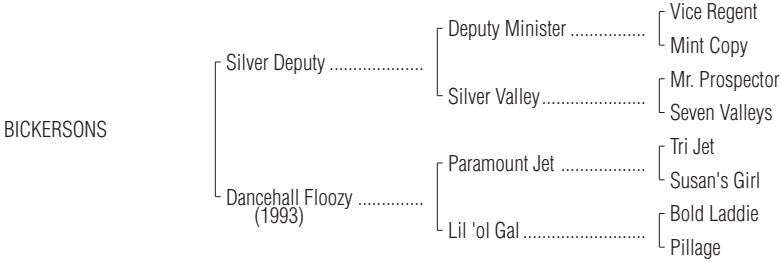 Vice Regent
Deputy Minister ......................
Mint Copy
Silver Deputy ....................
Mr. Prospector
Silver Valley ......................
Seven Valleys
BICKERSONS
Tri Jet
Paramount Jet ..................
Susan's Girl
Dancehall Floozy ..............
(1993)
Bold Laddie
Lil 'ol Gal ..........................
Pillage